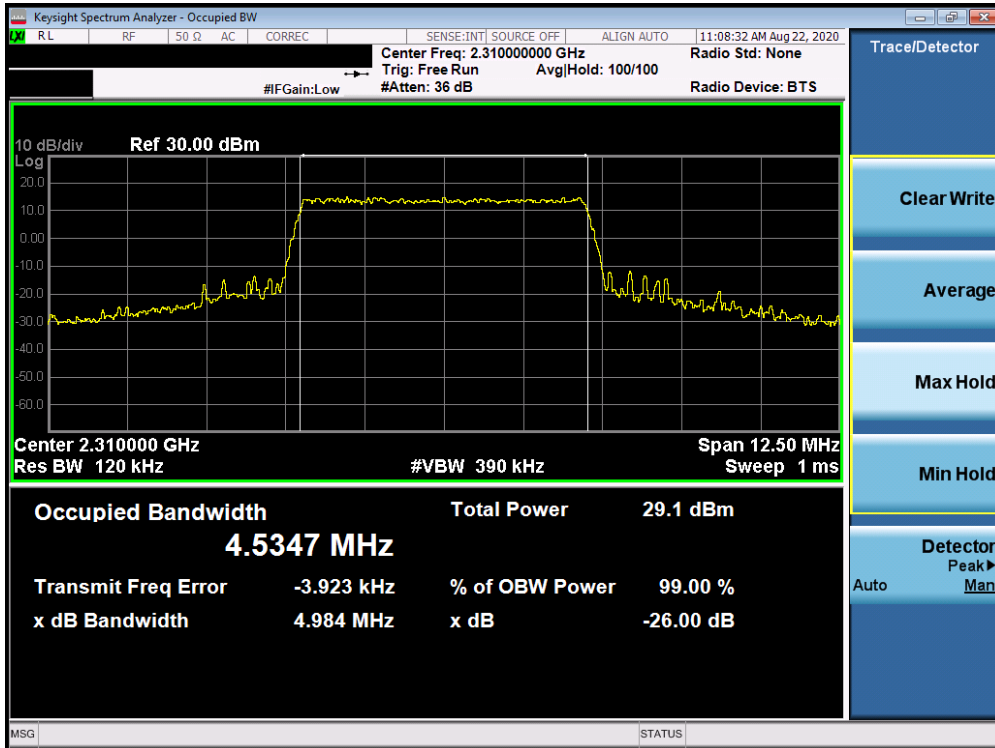 Keysight Spectrum Analyzer - Occupied BW
LXI RL RF 50 Ω AC CORREC SENSE:INT SOURCE OFF ALIGN AUTO 11:08:32 AM Aug 22, 2020
Center Freq: 2.310000000 GHz Radio Std: None
Trig: Free Run Avg|Hold: 100/100
#IFGain:Low #Atten: 36 dB Radio Device: BTS
10 dB/div Ref 30.00 dBm
Log
20.0
10.0
0.00
-10.0
-20.0
-30.0
-40.0
-50.0
-60.0
Center 2.310000 GHz Span 12.50 MHz
Res BW 120 kHz #VBW 390 kHz Sweep 1 ms
Occupied Bandwidth Total Power 29.1 dBm
4.5347 MHz
Transmit Freq Error -3.923 kHz % of OBW Power 99.00 %
x dB Bandwidth 4.984 MHz x dB -26.00 dB
MSG STATUS
Trace/Detector
Clear Write
Average
Max Hold
Min Hold
Detector
Peak▶
Auto Man